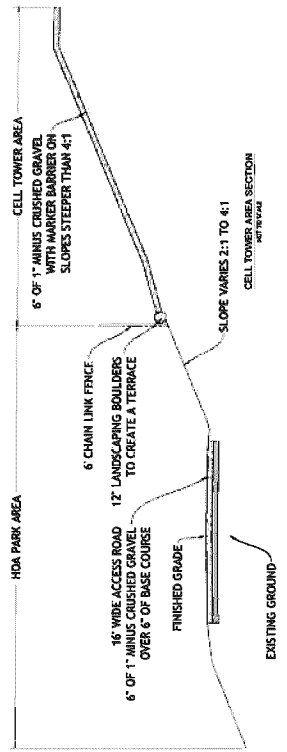 HOA PARK AREA
CELL TOWER AREA
6" OF 1" MINUS CRUSHED GRAVEL
WITH MARKER BARRIER ON
SLOPES STEEPER THAN 4:1
6' CHAIN LINK FENCE
12" LANDSCAPING BOULDERS
TO CREATE A TERRACE
16' WIDE ACCESS ROAD
6" OF 1" MINUS CRUSHED GRAVEL
OVER 6" OF BASE COURSE
FINISHED GRADE
EXISTING GROUND
SLOPE VARIES 2:1 TO 4:1
CELL TOWER AREA SECTION
NOT TO SCALE